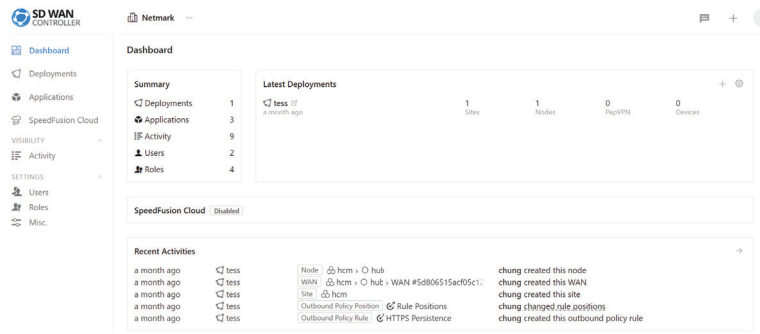 SD WAN
CONTROLLER
Netmark ···
Dashboard
Deployments
Applications
SpeedFusion Cloud
VISIBILITY
Activity
SETTINGS
Users
Roles
Misc.
Dashboard
Summary
Deployments 1
Applications 3
Activity 9
Users 2
Roles 4
Latest Deployments
tess 1 1 0 0
a month ago Sites Nodes PepVPN Devices
SpeedFusion Cloud Disabled
Recent Activities
a month ago tess Node hcm › hub chung created this node
a month ago tess WAN hcm › hub › WAN #5d806515acf05c12 chung created this WAN
a month ago tess Site hcm chung created this site
a month ago tess Outbound Policy Position Rule Positions chung changed rule positions
a month ago tess Outbound Policy Rule HTTPS Persistence chung created this outbound policy rule